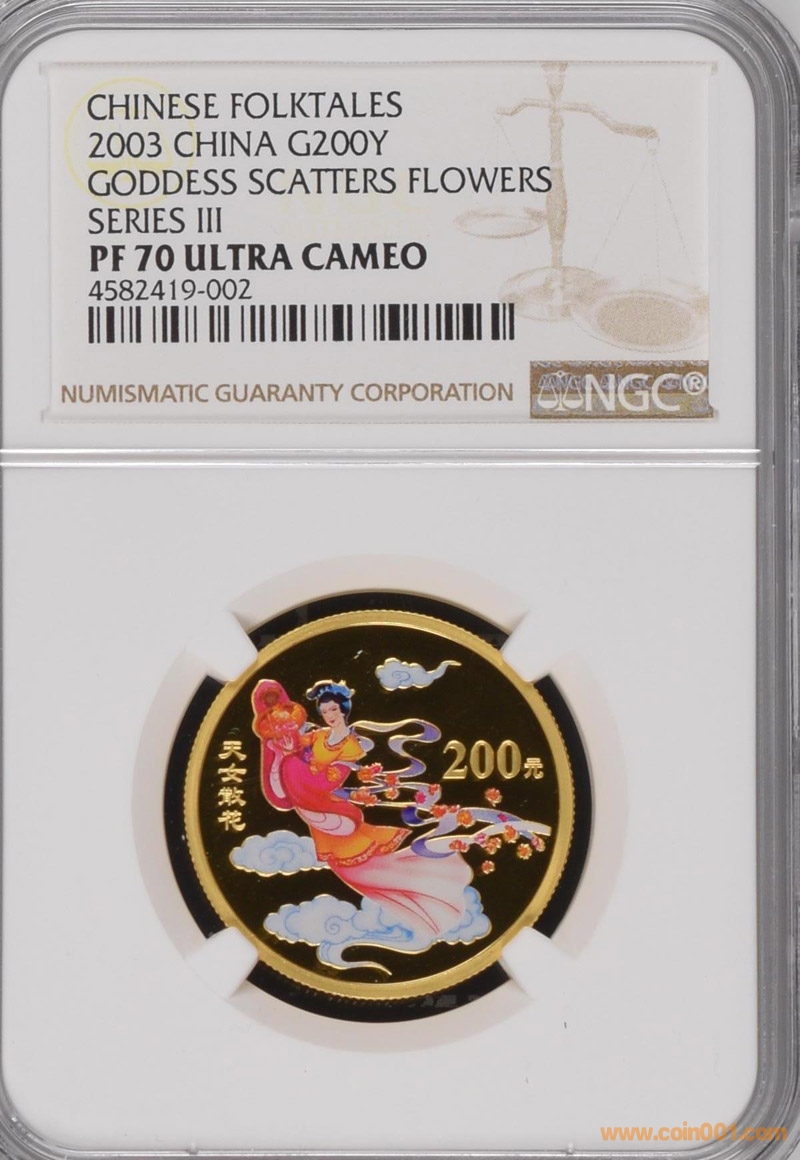 CHINESE FOLKTALES
2003 CHINA G200Y
GODDESS SCATTERS FLOWERS
SERIES III
PF 70 ULTRA CAMEO
4582419-002
NUMISMATIC GUARANTY CORPORATION
NGC®
天女散花
200元
www.coin001.com